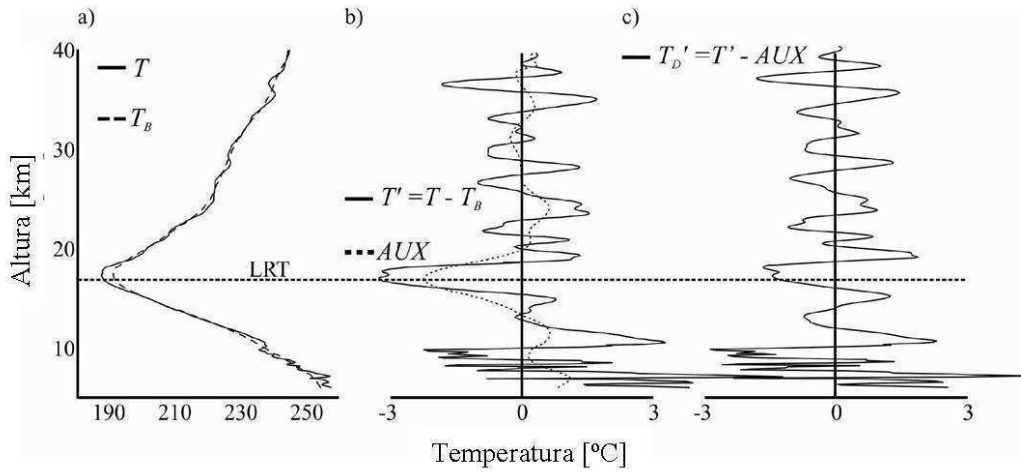 a)
b)
c)
40
30
20
10
Altura [km]
T
T_B
LRT
190 210 230 250
T' = T - T_B
AUX
-3 0 3
T_D' = T' - AUX
-3 0 3
Temperatura [ºC]